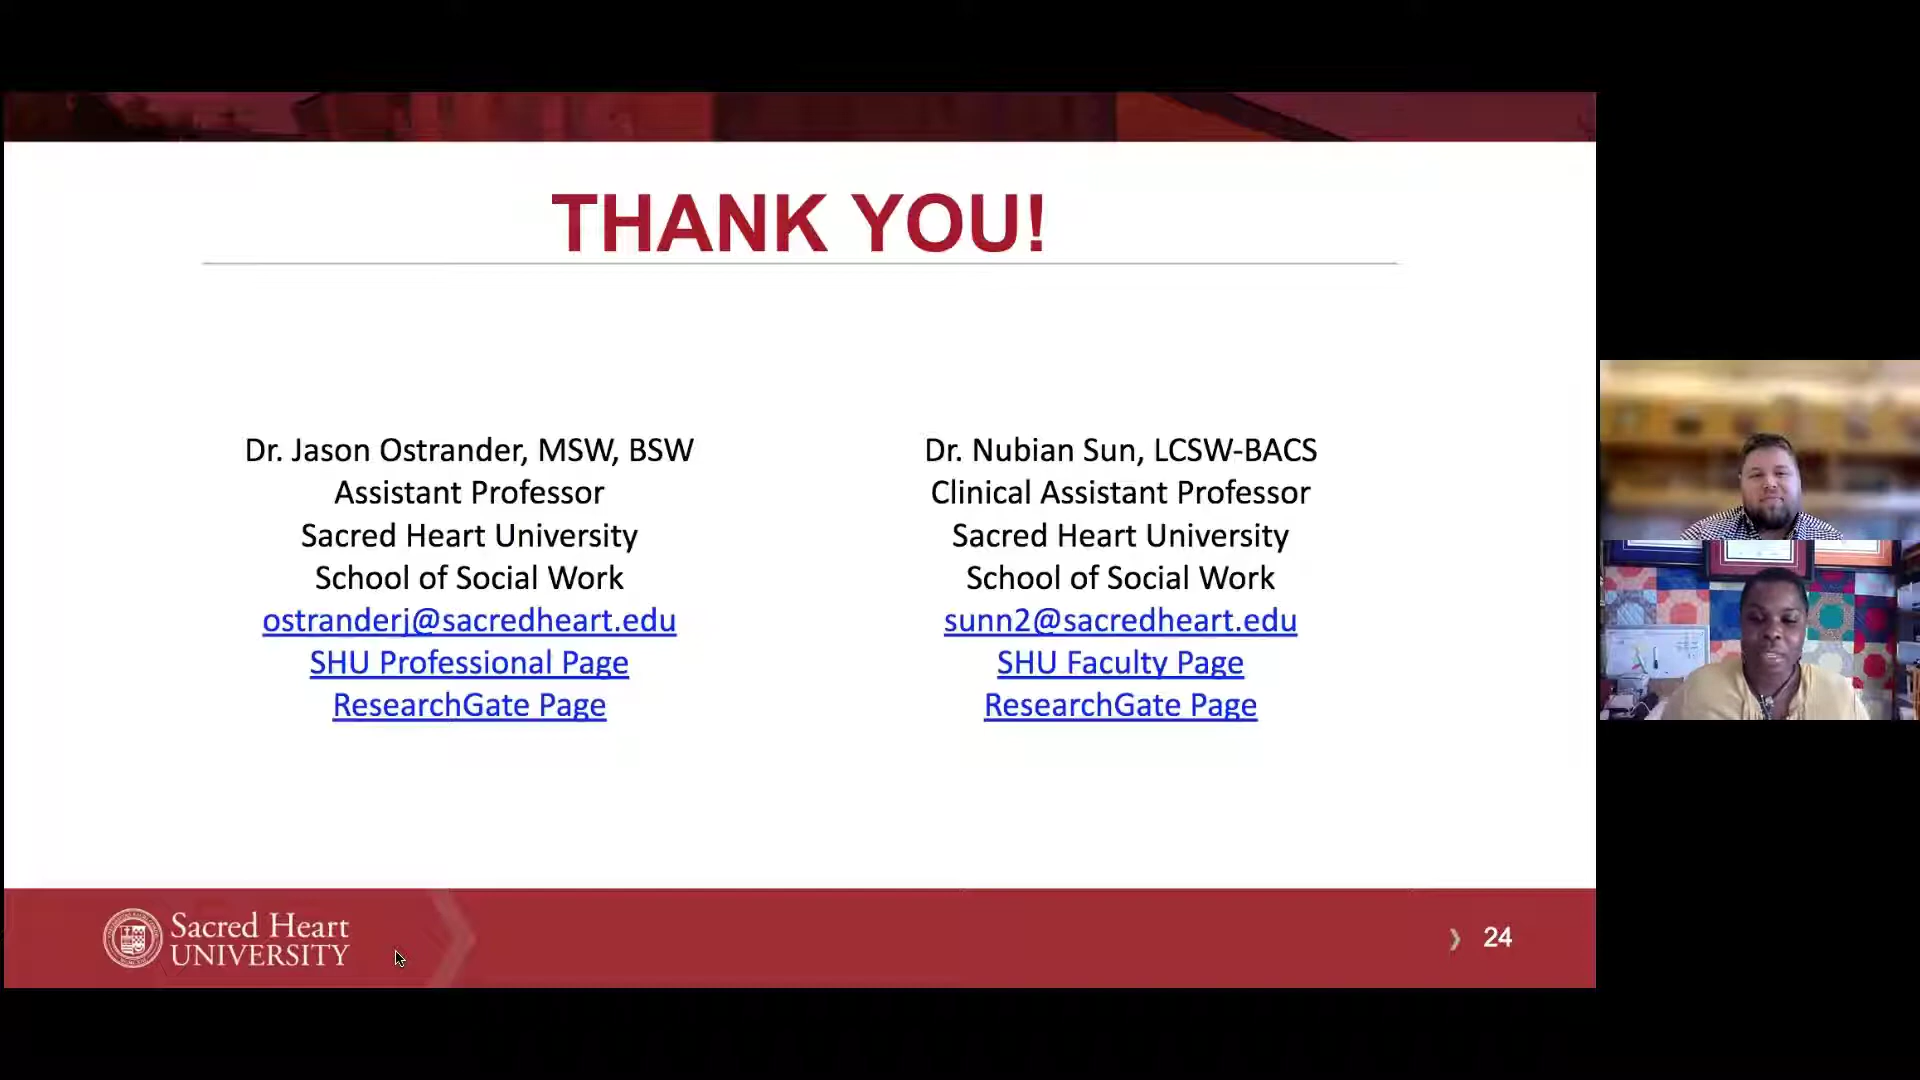 THANK YOU!
Dr. Jason Ostrander, MSW, BSW
Assistant Professor
Sacred Heart University
School of Social Work
ostranderj@sacredheart.edu
SHU Professional Page
ResearchGate Page
Dr. Nubian Sun, LCSW-BACS
Clinical Assistant Professor
Sacred Heart University
School of Social Work
sunn2@sacredheart.edu
SHU Faculty Page
ResearchGate Page
Sacred Heart
UNIVERSITY
24